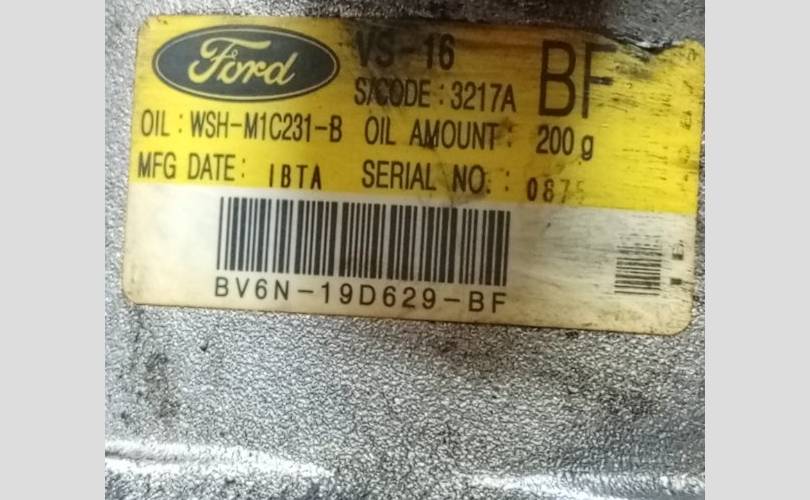 Ford VS-16 BF
S/CODE : 3217A
OIL : WSH-M1C231-B OIL AMOUNT : 200 g
MFG DATE : IBTA SERIAL NO. : 0875
BV6N-19D629-BF